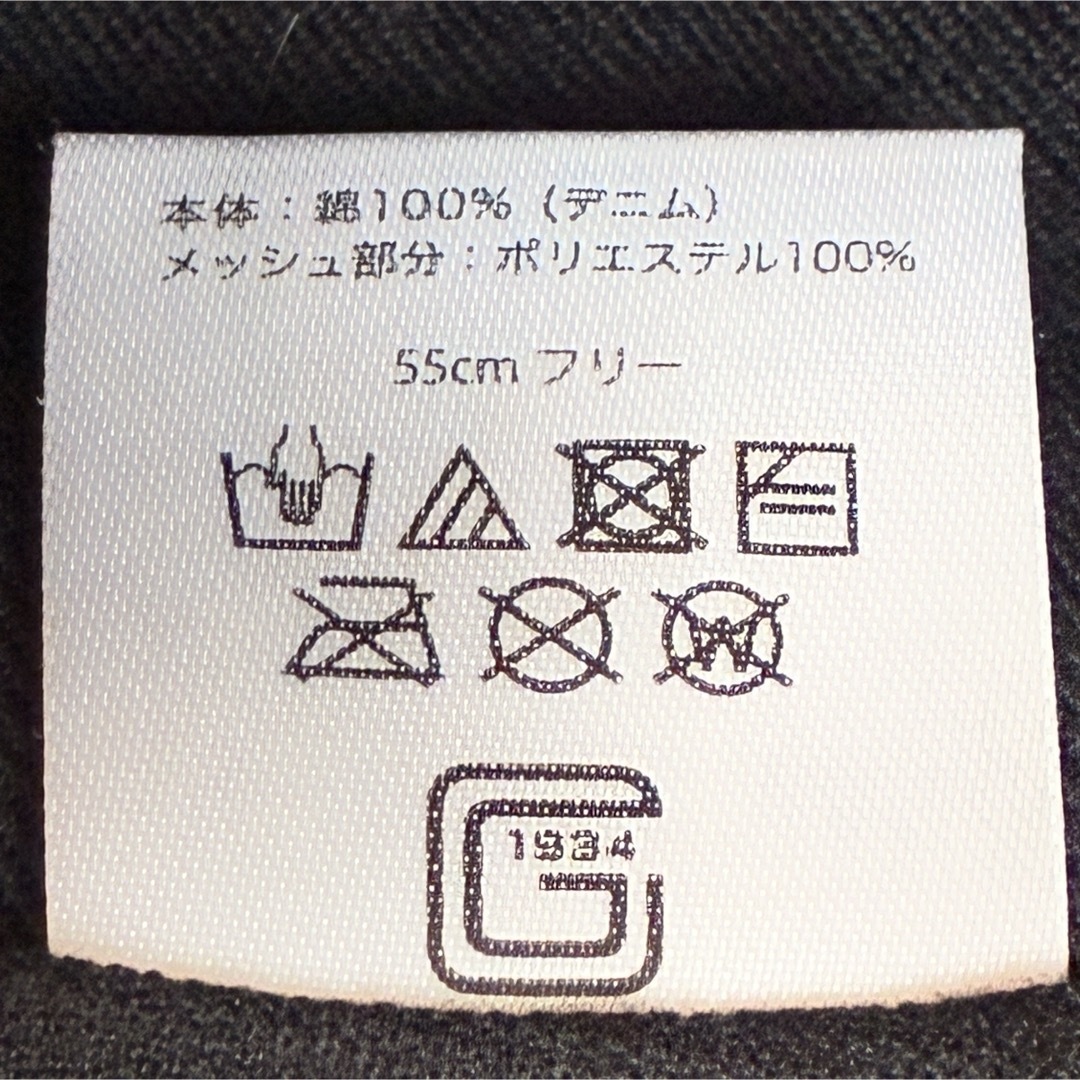 本体：綿100%（デニム）
メッシュ部分：ポリエステル100%
55cm フリー
W
1984